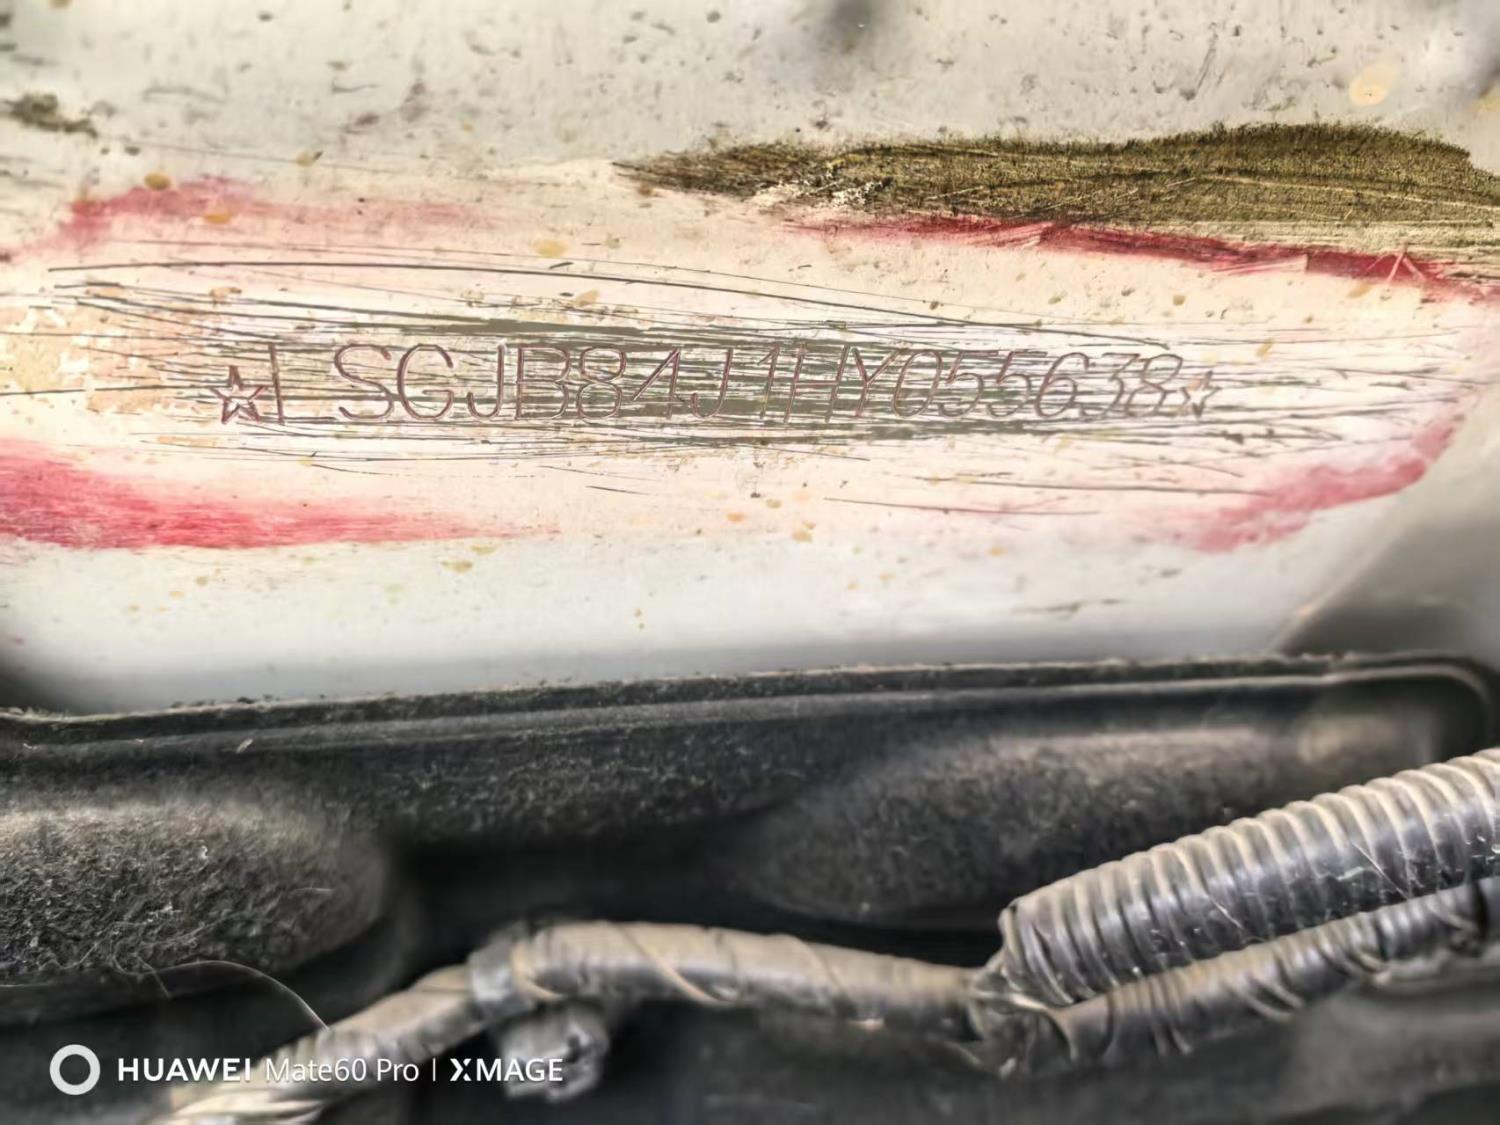 ☆LSGJB84J1HY055638☆
HUAWEI Mate60 Pro | XMAGE